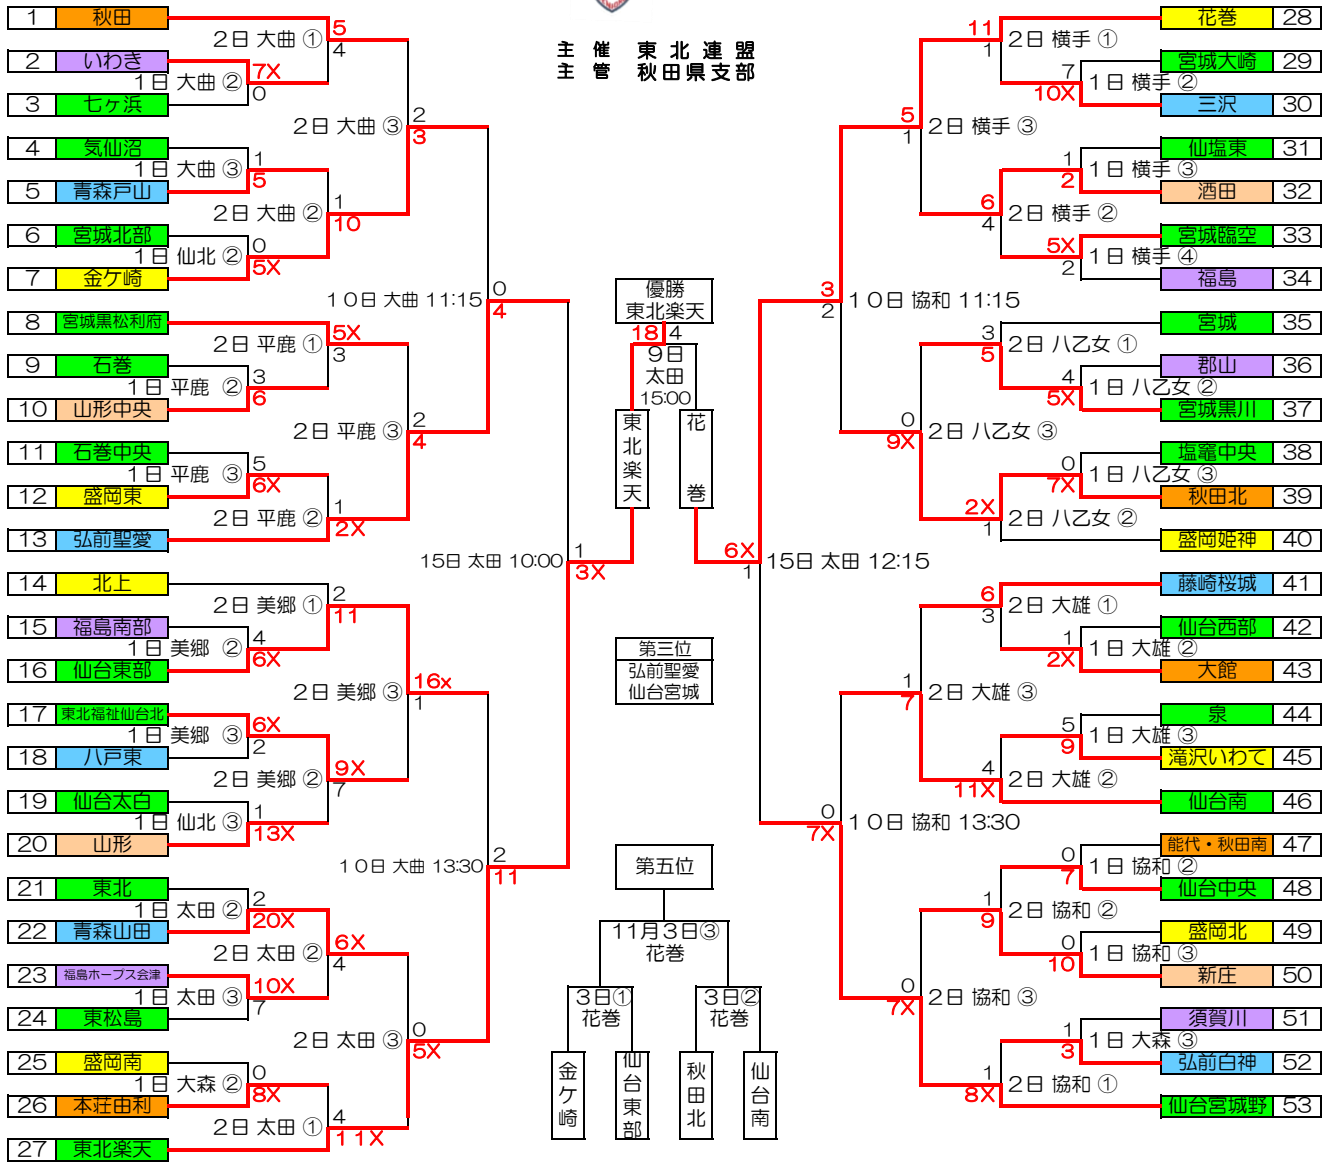 主 催 東 北 連 盟
主 管 秋田県支部
1 秋田
2日 大曲 ① 5 4
2 いわき
1日 大曲 ② 7X 0
3 七ヶ浜
2日 大曲 ③ 2 3
4 気仙沼
1日 大曲 ③ 1 5
5 青森戸山
2日 大曲 ② 1 10
6 宮城北部
1日 仙北 ② 0 5X
7 金ケ崎
10日 大曲 11:15 0 4
8 宮城黒松利府
2日 平鹿 ① 5X 3
9 石巻
1日 平鹿 ② 3 6
10 山形中央
2日 平鹿 ③ 2 4
11 石巻中央
1日 平鹿 ③ 5 6X
12 盛岡東
2日 平鹿 ② 1 2X
13 弘前聖愛
15日 太田 10:00 1 3X
14 北上
2日 美郷 ① 2 11
15 福島南部
1日 美郷 ② 4 6X
16 仙台東部
2日 美郷 ③ 16x 1
17 東北福祉仙台北
1日 美郷 ③ 6X 2
18 八戸東
2日 美郷 ② 9X 7
19 仙台太白
1日 仙北 ③ 1 13X
20 山形
10日 大曲 13:30 2 11
21 東北
1日 太田 ② 2 20X
22 青森山田
2日 太田 ② 6X 4
23 福島ホープス会津
1日 太田 ③ 10X 7
24 東松島
2日 太田 ③ 0 5X
25 盛岡南
1日 大森 ② 0 8X
26 本荘由利
2日 太田 ① 4 11X
27 東北楽天
優勝
東北楽天
18 4
9日
太田
15:00
東北楽天
花巻
第三位
弘前聖愛
仙台宮城
第五位
11月3日③
花巻
3日①
花巻
3日②
花巻
金ケ崎
仙台東部
秋田北
仙台南
花巻 28
11 1 2日 横手 ①
宮城大崎 29
7 10X 1日 横手 ②
三沢 30
5 1 2日 横手 ③
仙塩東 31
1 2 1日 横手 ③
酒田 32
6 4 2日 横手 ②
宮城臨空 33
5X 2 1日 横手 ④
福島 34
3 2 10日 協和 11:15
宮城 35
3 5 2日 八乙女 ①
郡山 36
4 5X 1日 八乙女 ②
宮城黒川 37
0 9X 2日 八乙女 ③
塩竈中央 38
0 7X 1日 八乙女 ③
秋田北 39
2X 1 2日 八乙女 ②
盛岡姫神 40
6X 1 15日 太田 12:15
藤崎桜城 41
6 3 2日 大雄 ①
仙台西部 42
1 2X 1日 大雄 ②
大館 43
1 7 2日 大雄 ③
泉 44
5 9 1日 大雄 ③
滝沢いわて 45
4 11X 2日 大雄 ②
仙台南 46
0 7X 10日 協和 13:30
能代・秋田南 47
0 7 1日 協和 ②
仙台中央 48
1 9 2日 協和 ②
盛岡北 49
0 10 1日 協和 ③
新庄 50
0 7X 2日 協和 ③
須賀川 51
1 3 1日 大森 ③
弘前白神 52
1 8X 2日 協和 ①
仙台宮城野 53